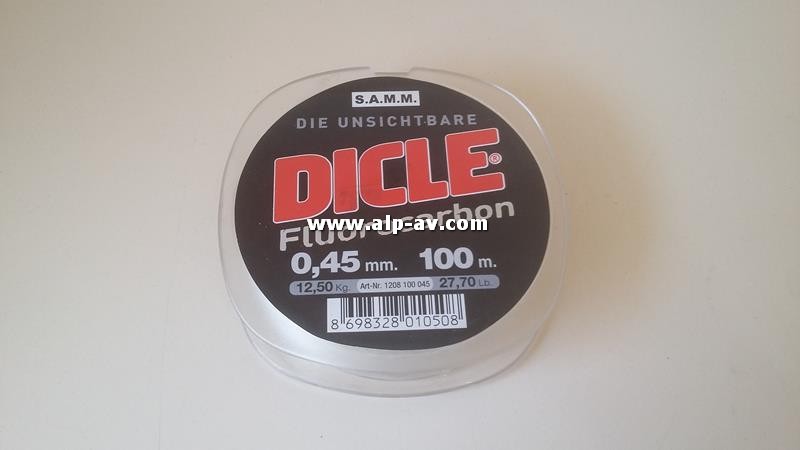 S.A.M.M.
DIE UNSICHTBARE
DICLE
www.alp-av.com
Fluorocarbon
0,45 mm. 100 m.
12,50 Kg. Art-Nr. 1208 100 045 27,70 Lb.
8 698328 010508